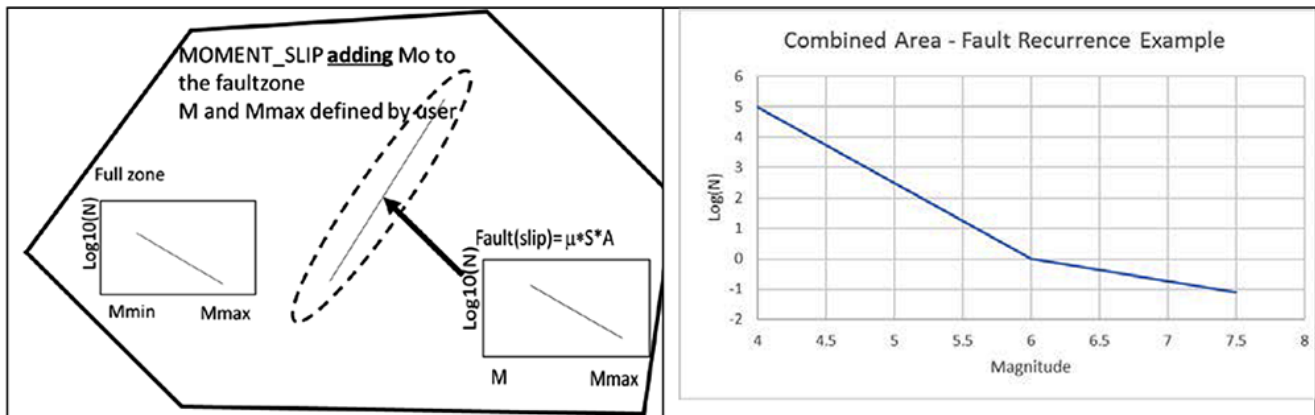 MOMENT_SLIP adding Mo to
the faultzone
M and Mmax defined by user
Full zone
Log10(N)
Mmin Mmax
Fault(slip)= μ*S*A
Log10(N)
M Mmax
Combined Area - Fault Recurrence Example
Log(N)
6
5
4
3
2
1
0
-1
-2
4 4.5 5 5.5 6 6.5 7 7.5 8
Magnitude